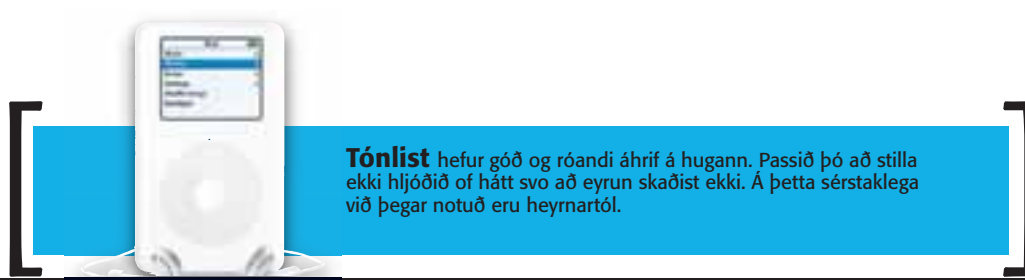 Tónlist hefur góð og róandi áhrif á hugann. Passið þó að stilla
ekki hljóðið of hátt svo að eyrun skaðist ekki. Á þetta sérstaklega
við þegar notuð eru heyrnartól.